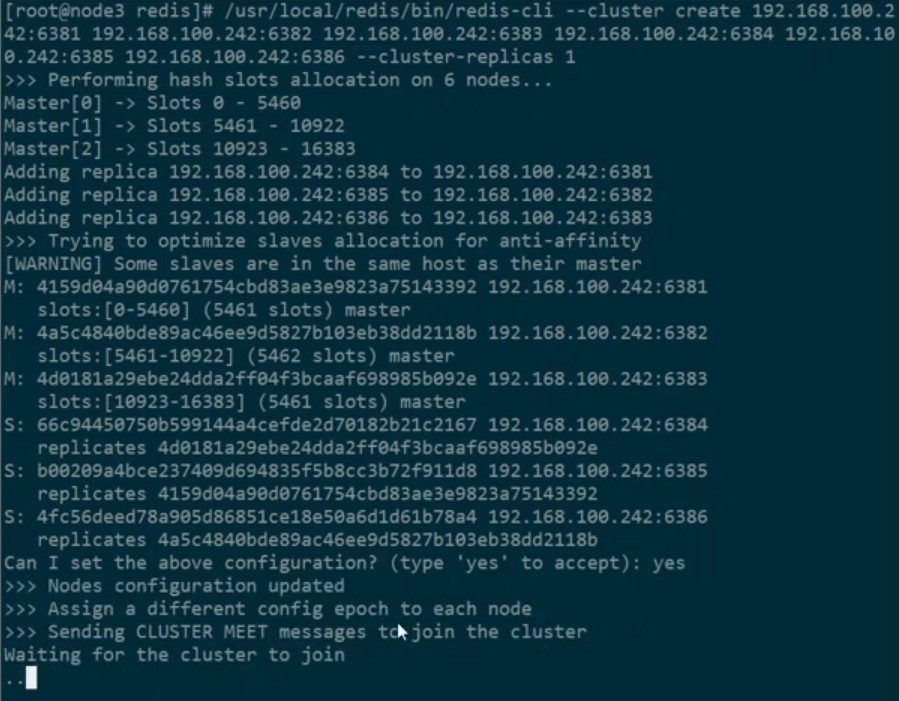 [root@node3 redis]# /usr/local/redis/bin/redis-cli --cluster create 192.168.100.2
42:6381 192.168.100.242:6382 192.168.100.242:6383 192.168.100.242:6384 192.168.10
0.242:6385 192.168.100.242:6386 --cluster-replicas 1
>>> Performing hash slots allocation on 6 nodes...
Master[0] -> Slots 0 - 5460
Master[1] -> Slots 5461 - 10922
Master[2] -> Slots 10923 - 16383
Adding replica 192.168.100.242:6384 to 192.168.100.242:6381
Adding replica 192.168.100.242:6385 to 192.168.100.242:6382
Adding replica 192.168.100.242:6386 to 192.168.100.242:6383
>>> Trying to optimize slaves allocation for anti-affinity
[WARNING] Some slaves are in the same host as their master
M: 4159d04a90d0761754cbd83ae3e9823a75143392 192.168.100.242:6381
   slots:[0-5460] (5461 slots) master
M: 4a5c4840bde89ac46ee9d5827b103eb38dd2118b 192.168.100.242:6382
   slots:[5461-10922] (5462 slots) master
M: 4d0181a29ebe24dda2ff04f3bcaaf698985b092e 192.168.100.242:6383
   slots:[10923-16383] (5461 slots) master
S: 66c94450750b599144a4cefde2d70182b21c2167 192.168.100.242:6384
   replicates 4d0181a29ebe24dda2ff04f3bcaaf698985b092e
S: b00209a4bce237409d694835f5b8cc3b72f911d8 192.168.100.242:6385
   replicates 4159d04a90d0761754cbd83ae3e9823a75143392
S: 4fc56deed78a905d86851ce18e50a6d1d61b78a4 192.168.100.242:6386
   replicates 4a5c4840bde89ac46ee9d5827b103eb38dd2118b
Can I set the above configuration? (type 'yes' to accept): yes
>>> Nodes configuration updated
>>> Assign a different config epoch to each node
>>> Sending CLUSTER MEET messages to join the cluster
Waiting for the cluster to join
..